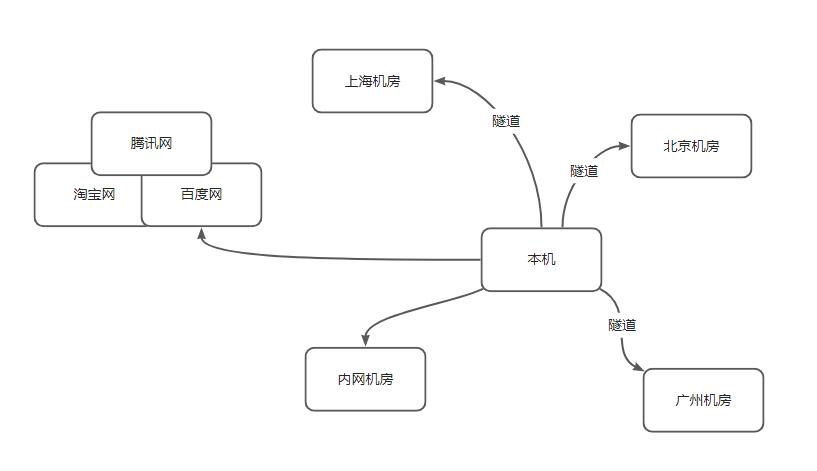 上海机房
隧道
腾讯网
北京机房
隧道
淘宝网
百度网
本机
隧道
内网机房
广州机房